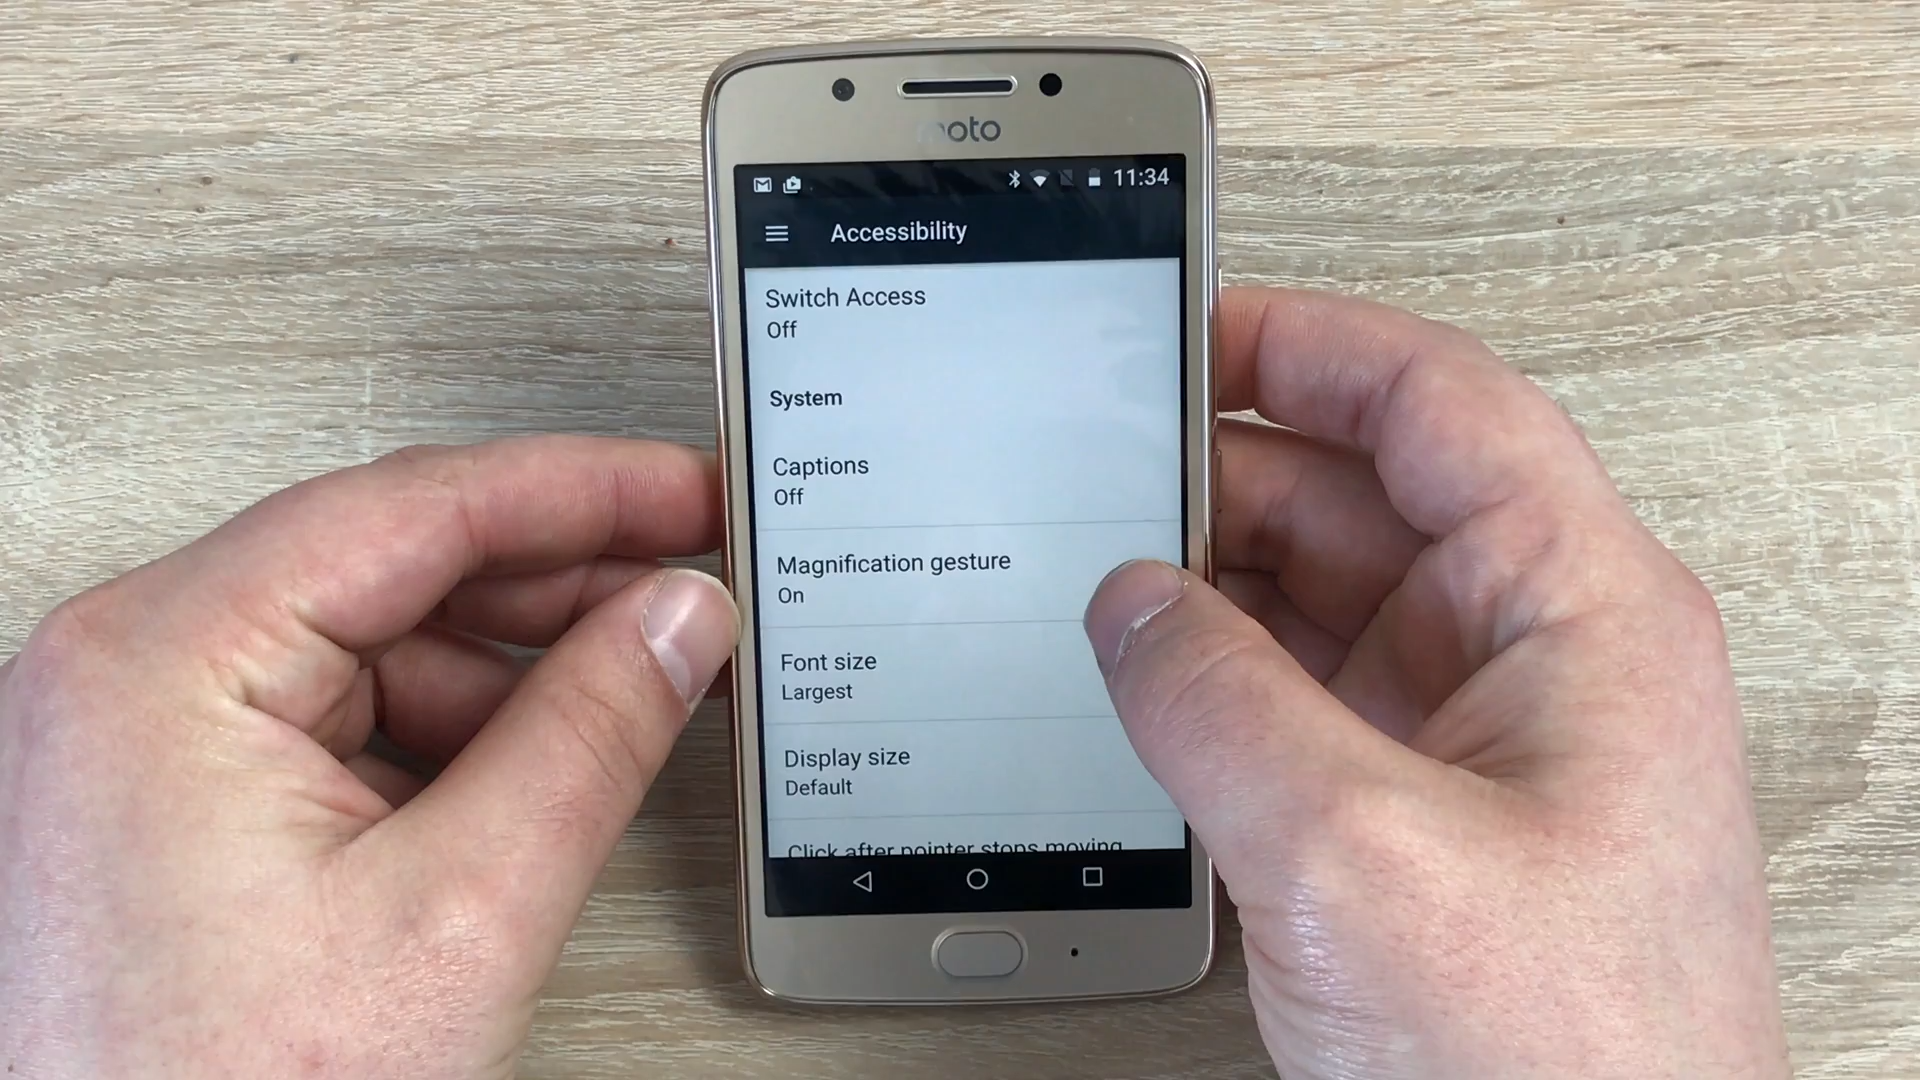 moto
11:34
Accessibility
Switch Access
Off
System
Captions
Off
Magnification gesture
On
Font size
Largest
Display size
Default
Click after pointer stops moving